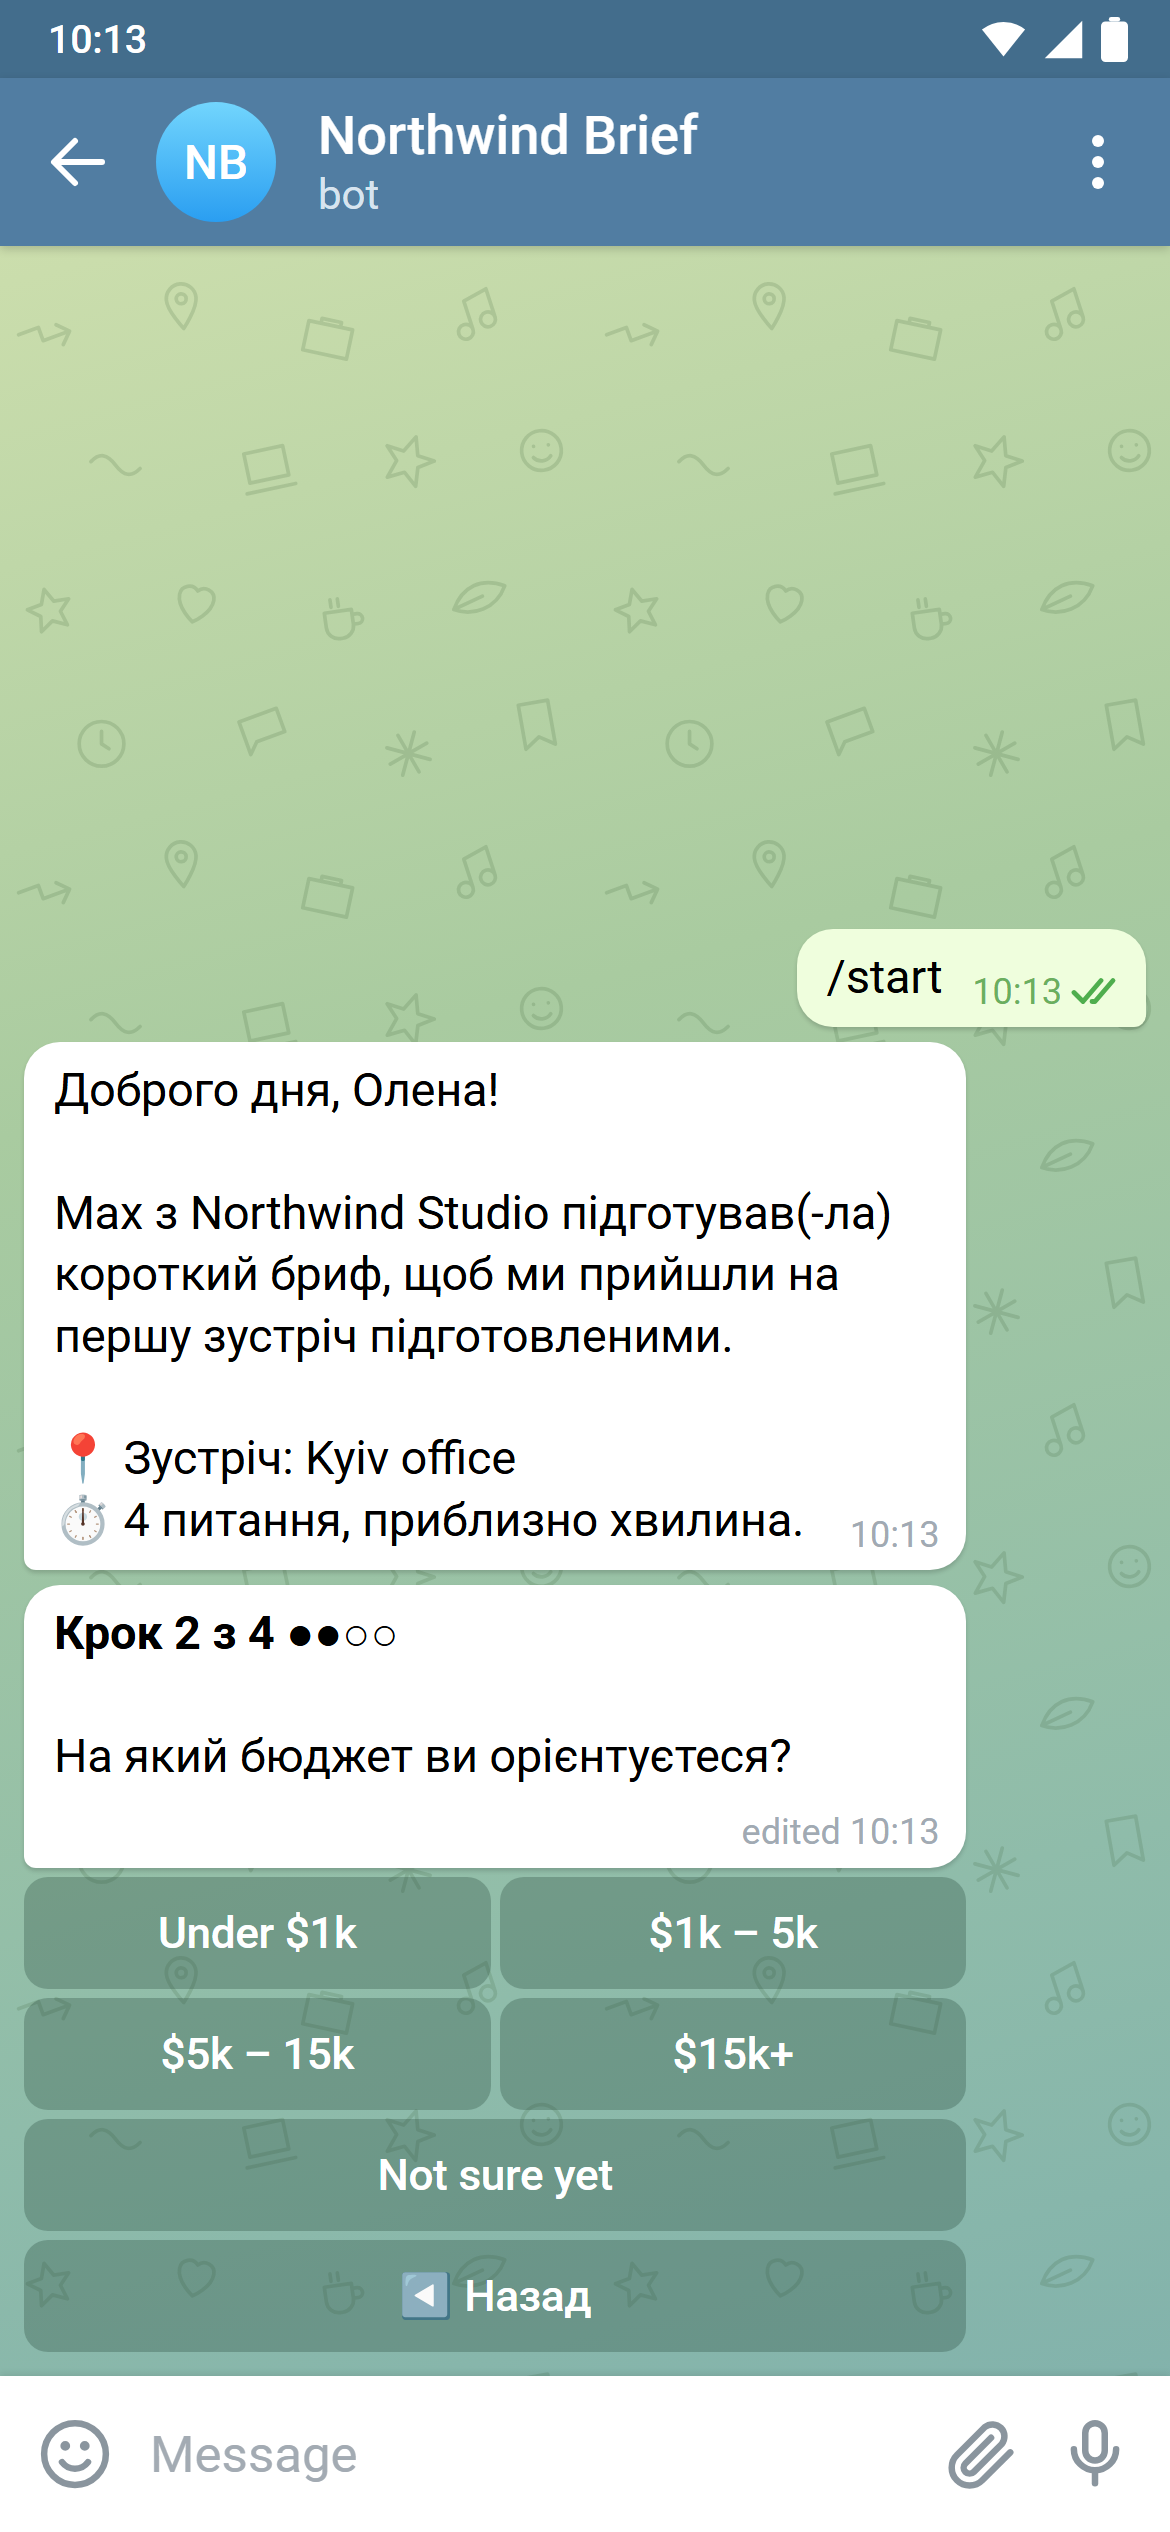 10:13
NB
Northwind Brief
bot
/start 10:13
Доброго дня, Олена!
Max з Northwind Studio підготував(-ла)
короткий бриф, щоб ми прийшли на
першу зустріч підготовленими.
📍 Зустріч: Kyiv office
⏱️ 4 питання, приблизно хвилина. 10:13
Крок 2 з 4 ●●○○
На який бюджет ви орієнтуєтеся?
edited 10:13
Under $1k
$1k – 5k
$5k – 15k
$15k+
Not sure yet
◀️ Назад
Message